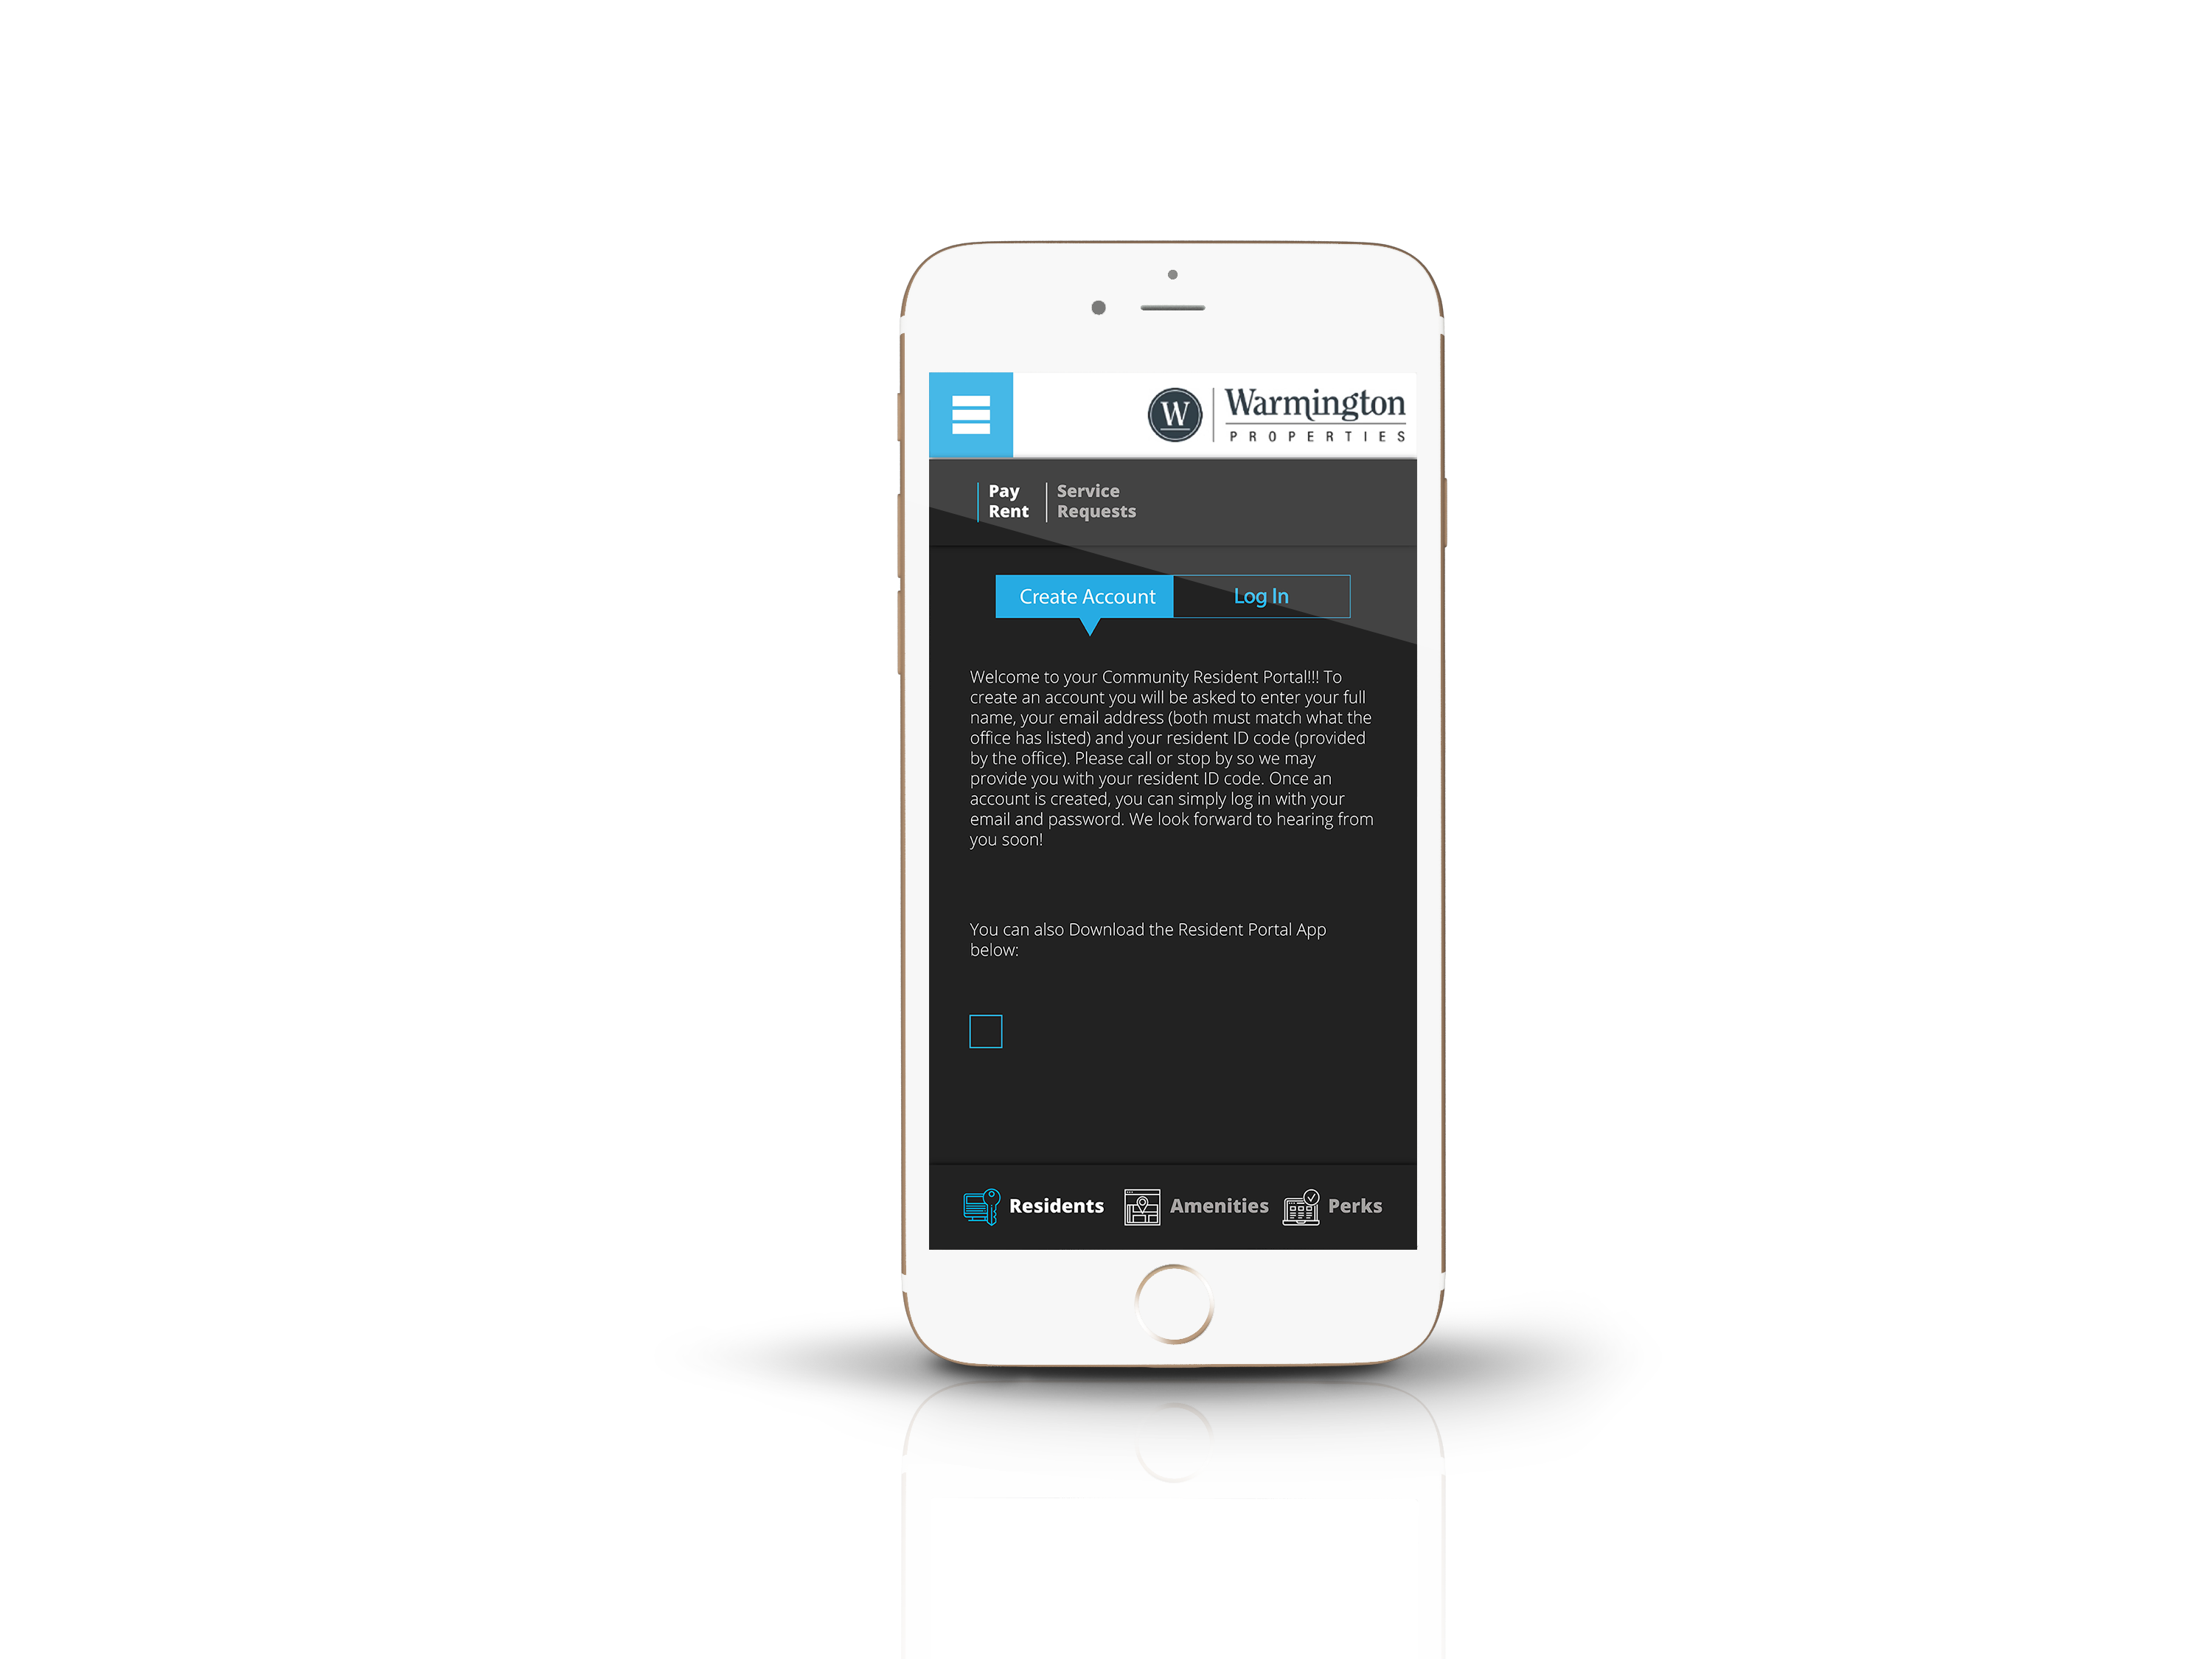 W
Warmington
PROPERTIES
Pay
Rent
Service
Requests
Create Account
Log In
Welcome to your Community Resident Portal!!! To
create an account you will be asked to enter your full
name, your email address (both must match what the
office has listed) and your resident ID code (provided
by the office). Please call or stop by so we may
provide you with your resident ID code. Once an
account is created, you can simply log in with your
email and password. We look forward to hearing from
you soon!
You can also Download the Resident Portal App
below:
Residents
Amenities
Perks